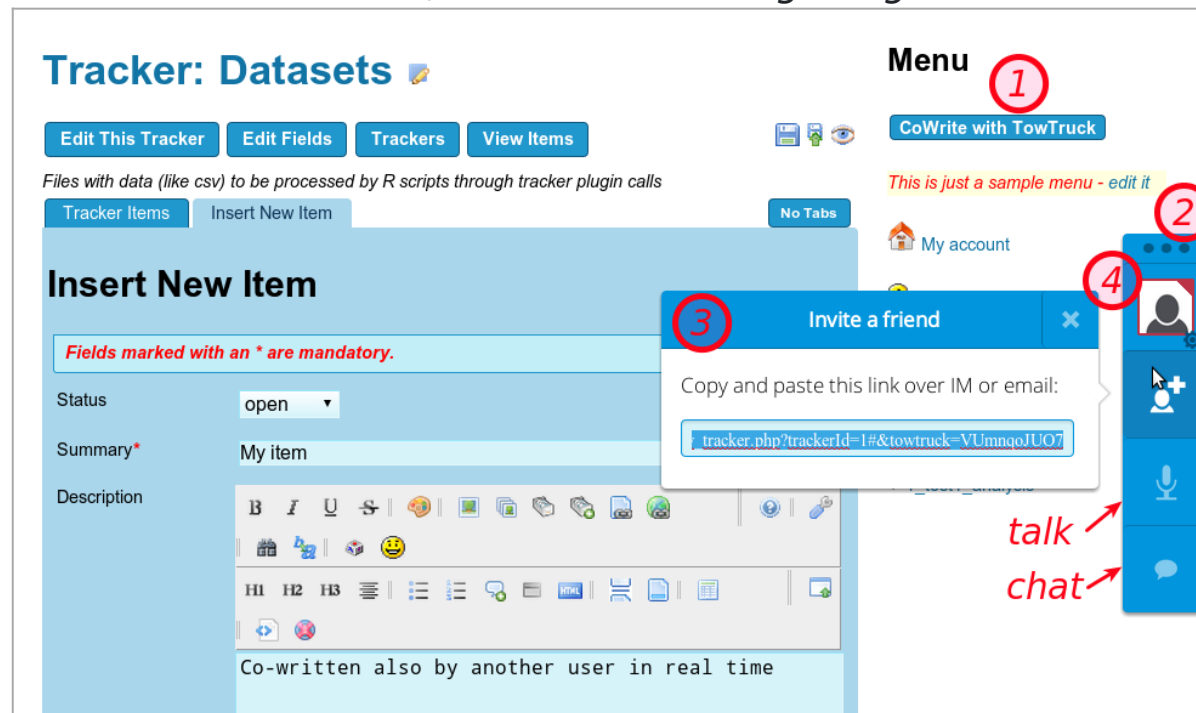 Tracker: Datasets
Edit This Tracker
Edit Fields
Trackers
View Items
Files with data (like csv) to be processed by R scripts through tracker plugin calls
Tracker Items
Insert New Item
No Tabs
Insert New Item
Fields marked with an * are mandatory.
Status
open
Summary*
My item
Description
B I U S
H1 H2 H3
HTML
Co-written also by another user in real time
Menu
1
CoWrite with TowTruck
This is just a sample menu - edit it
2
My account
4
3
Invite a friend
Copy and paste this link over IM or email:
_tracker.php?trackerId=1#&towtruck=VUmnqoJUO7
talk
chat